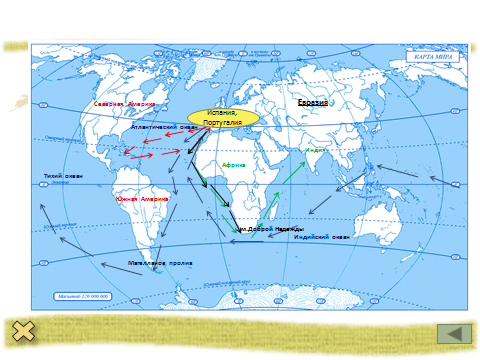 КАРТА МИРА
Северная Америка
Испания,
Португалия
Евразия
Атлантический океан
Индия
Африка
Тихий океан
Южная Америка
м.Доброй Надежды
Индийский океан
Магелланов пролив